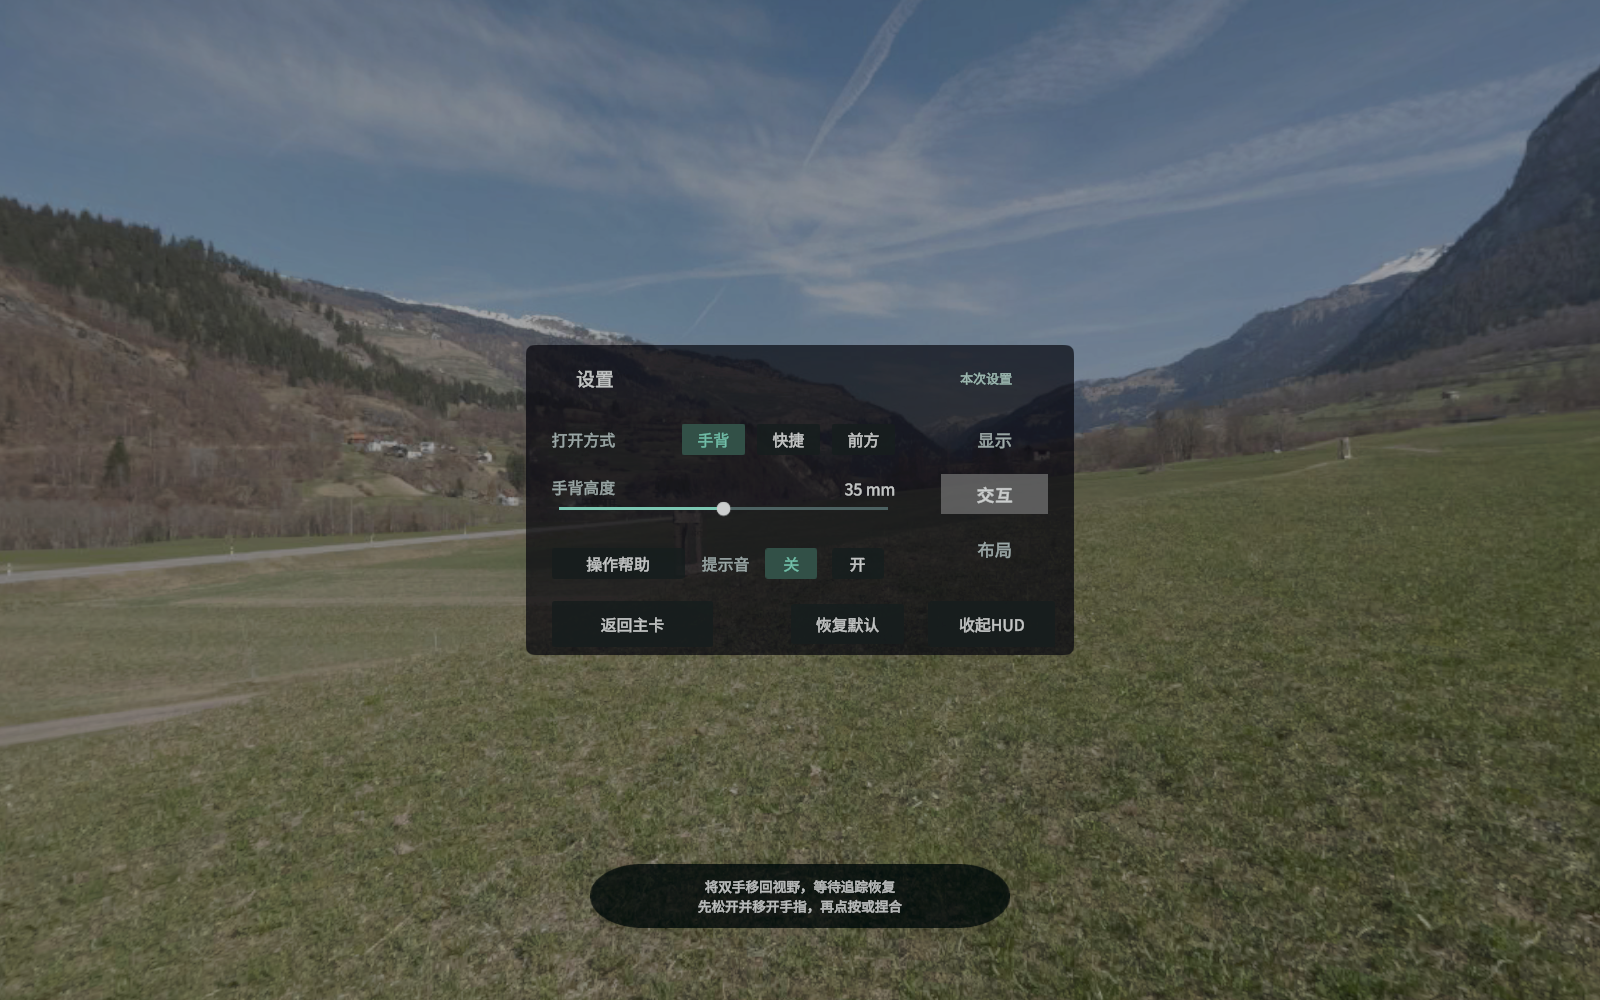 设置
本次设置
打开方式 手背 快捷 前方
显示
手背高度 35 mm
交互
布局
操作帮助 提示音 关 开
返回主卡 恢复默认 收起HUD
将双手移回视野，等待追踪恢复
先松开并移开手指，再点按或捏合